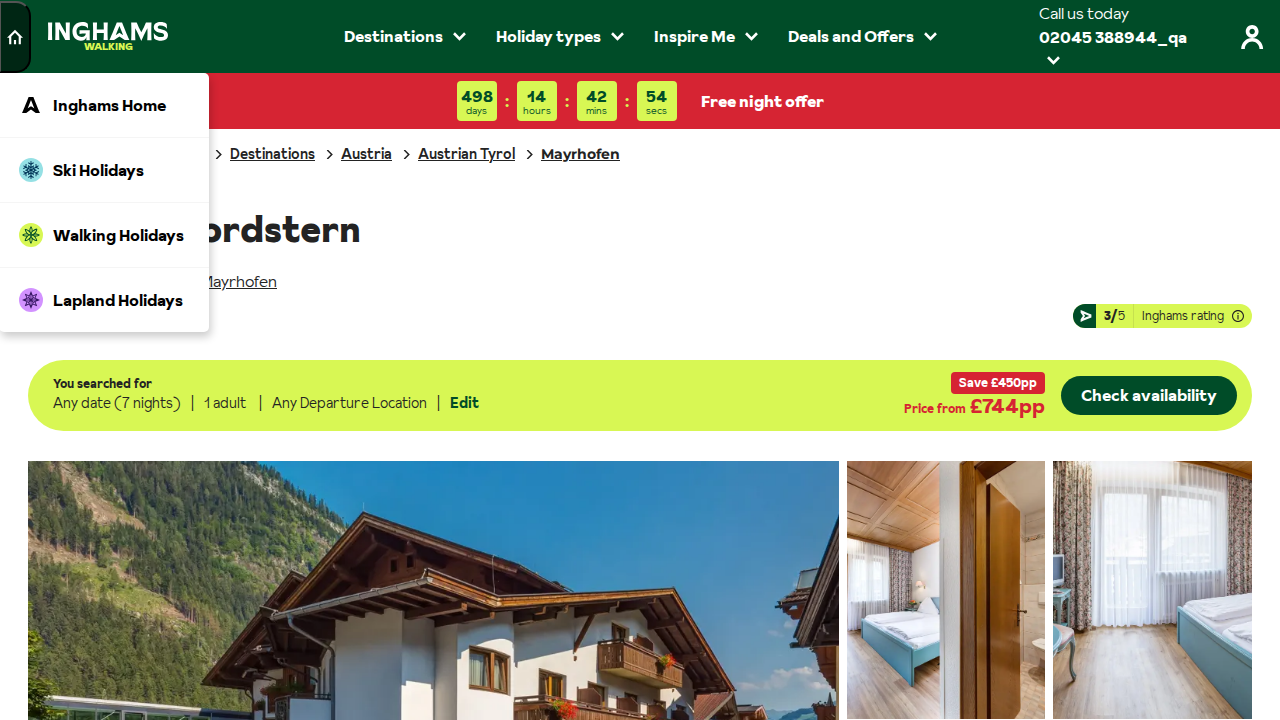 INGHAMS
WALKING
Destinations
Holiday types
Inspire Me
Deals and Offers
Call us today
02045 388944_qa
Inghams Home
Ski Holidays
Walking Holidays
Lapland Holidays
498 : 14 : 42 : 54
days hours mins secs
Free night offer
Destinations > Austria > Austrian Tyrol > Mayrhofen
ordstern
Mayrhofen
3/5 Inghams rating
You searched for
Any date (7 nights) | 1 adult | Any Departure Location | Edit
Save £450pp
Price from £744pp
Check availability